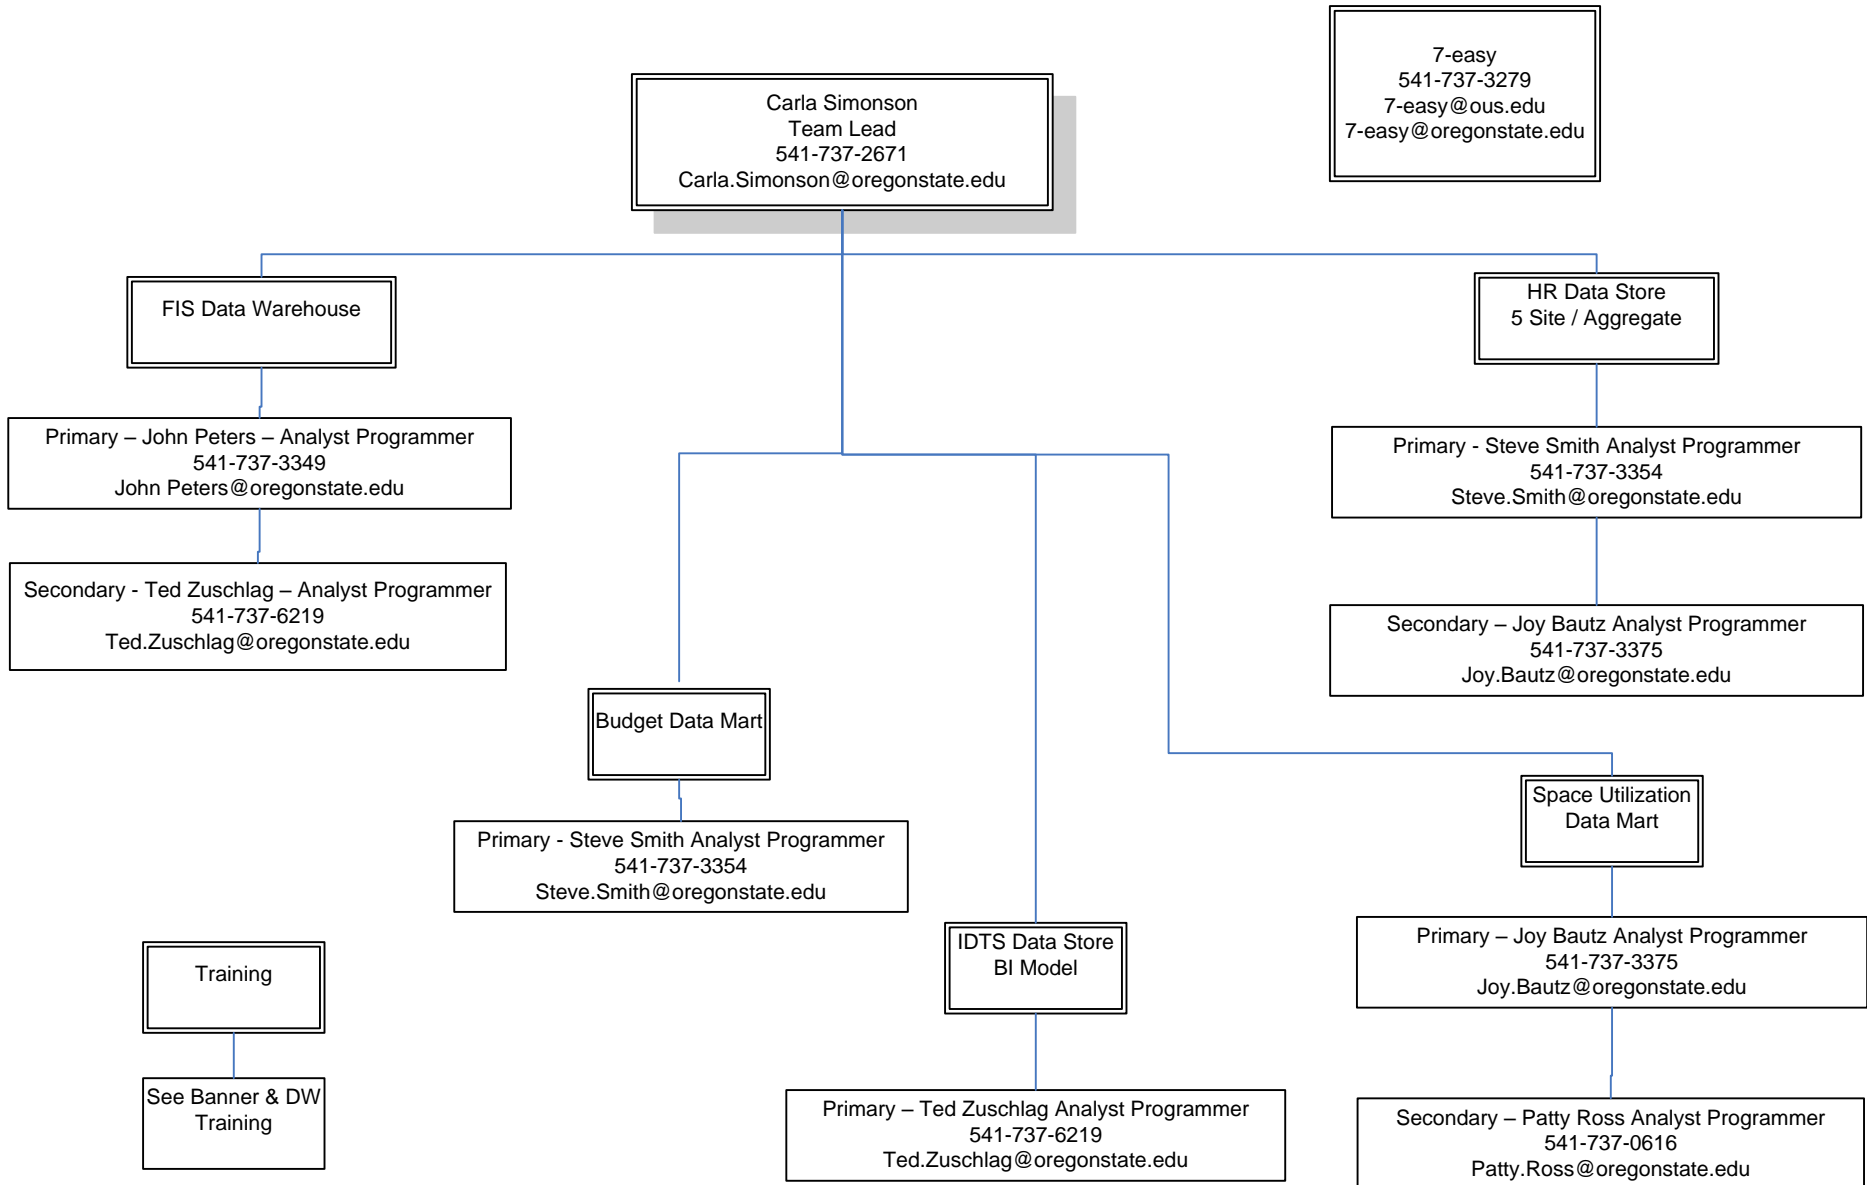 7-easy
541-737-3279
7-easy@ous.edu
7-easy@oregonstate.edu
Carla Simonson
Team Lead
541-737-2671
Carla.Simonson@oregonstate.edu
FIS Data Warehouse
HR Data Store
5 Site / Aggregate
Primary – John Peters – Analyst Programmer
541-737-3349
John Peters@oregonstate.edu
Primary - Steve Smith Analyst Programmer
541-737-3354
Steve.Smith@oregonstate.edu
Secondary - Ted Zuschlag – Analyst Programmer
541-737-6219
Ted.Zuschlag@oregonstate.edu
Secondary – Joy Bautz Analyst Programmer
541-737-3375
Joy.Bautz@oregonstate.edu
Budget Data Mart
Primary - Steve Smith Analyst Programmer
541-737-3354
Steve.Smith@oregonstate.edu
Space Utilization
Data Mart
IDTS Data Store
BI Model
Primary – Joy Bautz Analyst Programmer
541-737-3375
Joy.Bautz@oregonstate.edu
Training
See Banner & DW
Training
Primary – Ted Zuschlag Analyst Programmer
541-737-6219
Ted.Zuschlag@oregonstate.edu
Secondary – Patty Ross Analyst Programmer
541-737-0616
Patty.Ross@oregonstate.edu